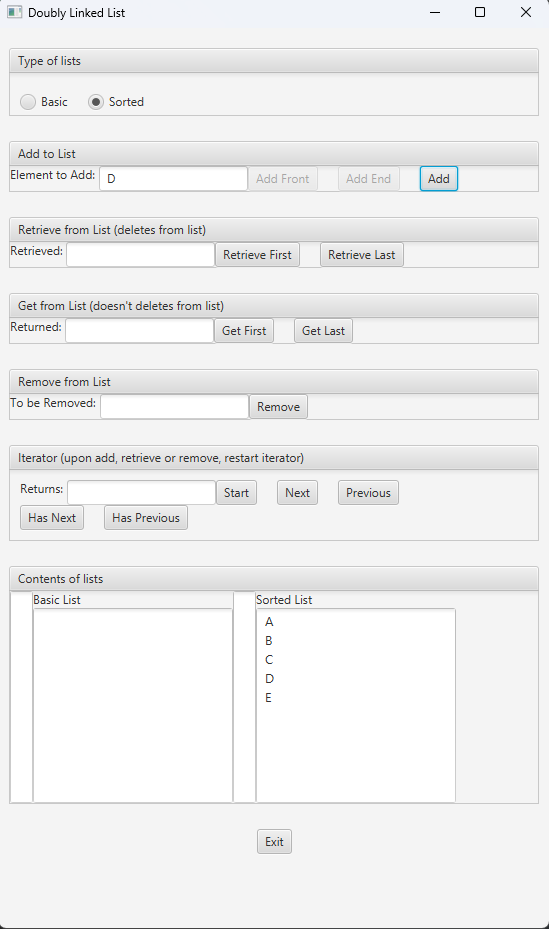 Doubly Linked List
Type of lists
Basic Sorted
Add to List
Element to Add: D Add Front Add End Add
Retrieve from List (deletes from list)
Retrieved: Retrieve First Retrieve Last
Get from List (doesn't deletes from list)
Returned: Get First Get Last
Remove from List
To be Removed: Remove
Iterator (upon add, retrieve or remove, restart iterator)
Returns: Start Next Previous
Has Next Has Previous
Contents of lists
Basic List Sorted List
A
B
C
D
E
Exit